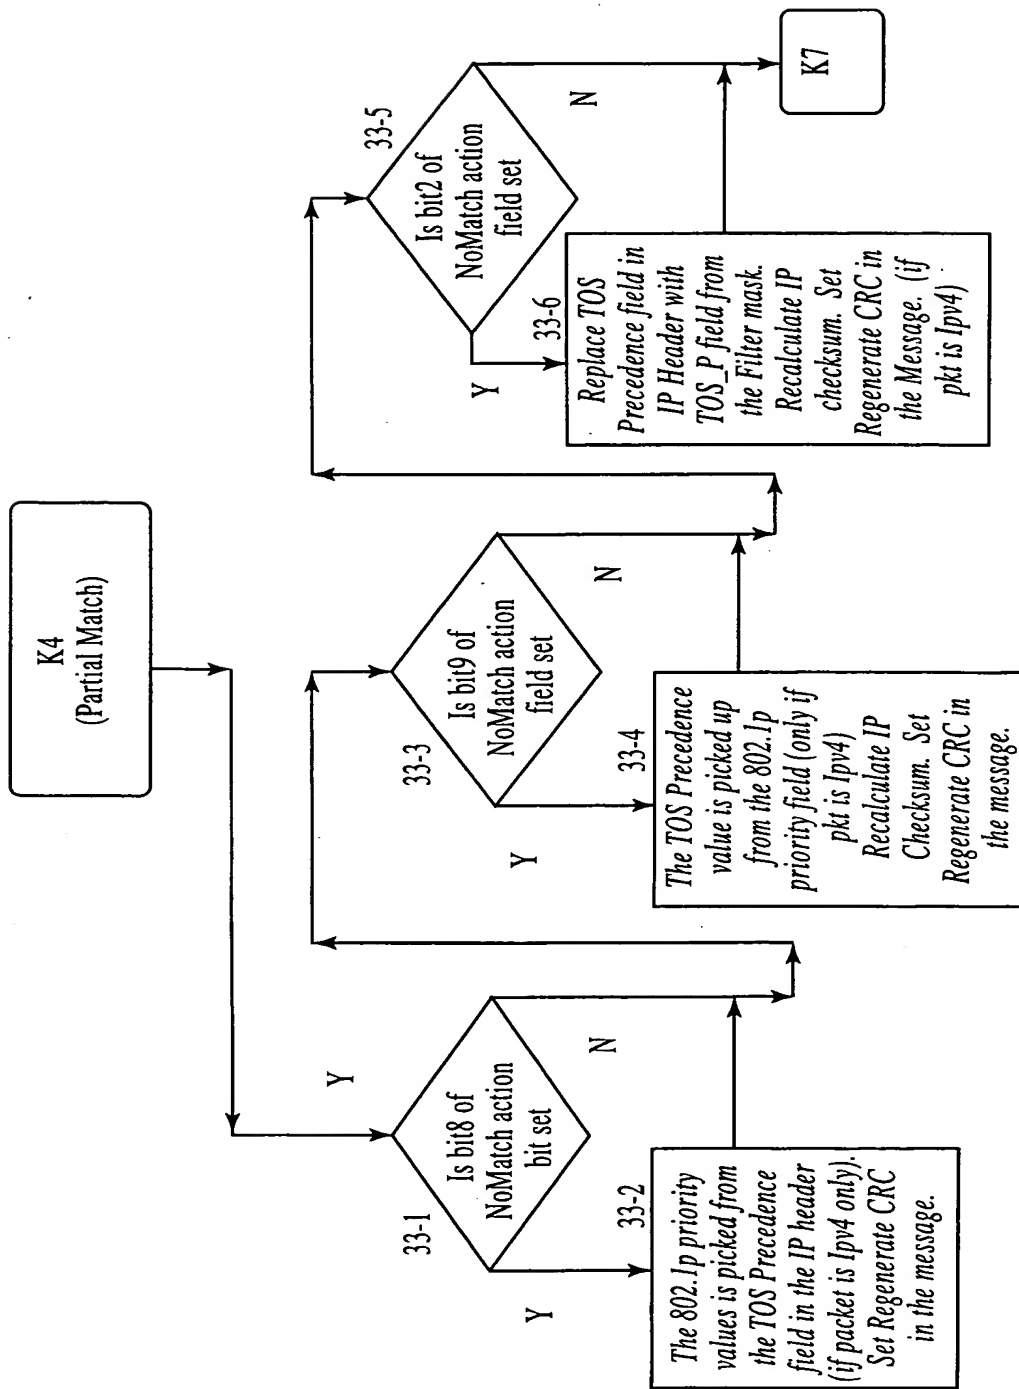 K4
(Partial Match)
Y
33-1
Is bit8 of
NoMatch action
bit set
Y
N
33-2
The 802.1p priority
values is picked from
the TOS Precedence
field in the IP header
(if packet is Ipv4 only).
Set Regenerate CRC
in the message.
33-3
Is bit9 of
NoMatch action
field set
Y
N
33-4
The TOS Precedence
value is picked up
from the 802.1p
priority field (only if
pkt is Ipv4)
Recalculate IP
Checksum. Set
Regenerate CRC in
the message.
33-5
Is bit2 of
NoMatch action
field set
Y
N
33-6
Replace TOS
Precedence field in
IP Header with
TOS_P field from
the Filter mask.
Recalculate IP
checksum. Set
Regenerate CRC in
the Message. (if
pkt is Ipv4)
K7